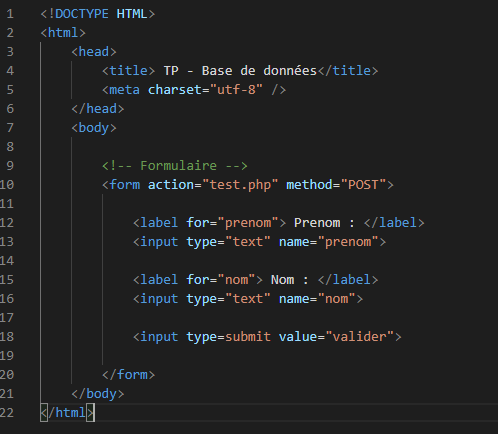 1 <!DOCTYPE HTML>
2 <html>
3 <head>
4 <title> TP - Base de données</title>
5 <meta charset="utf-8" />
6 </head>
7 <body>
8
9 <!-- Formulaire -->
10 <form action="test.php" method="POST">
11
12 <label for="prenom"> Prenom : </label>
13 <input type="text" name="prenom">
14
15 <label for="nom"> Nom : </label>
16 <input type="text" name="nom">
17
18 <input type=submit value="valider">
19
20 </form>
21 </body>
22 </html>